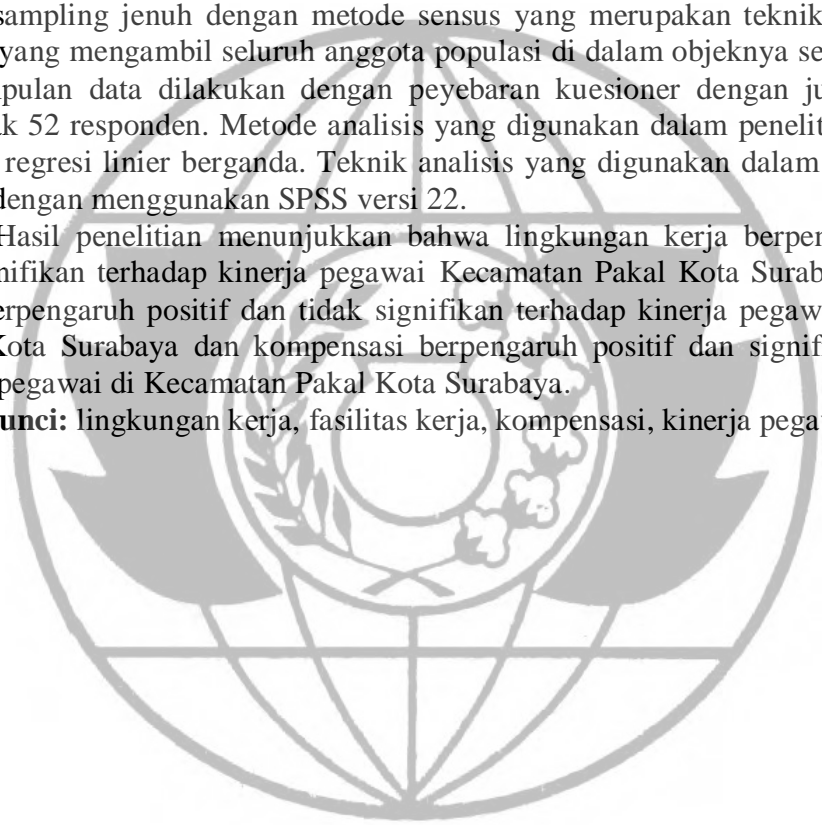 sampling jenuh dengan metode sensus yang merupakan teknik
yang mengambil seluruh anggota populasi di dalam objeknya se
pulan data dilakukan dengan peyebaran kuesioner dengan ju
ak 52 responden. Metode analisis yang digunakan dalam penelit
regresi linier berganda. Teknik analisis yang digunakan dalam
dengan menggunakan SPSS versi 22.
Hasil penelitian menunjukkan bahwa lingkungan kerja berpen
nifikan terhadap kinerja pegawai Kecamatan Pakal Kota Surab
erpengaruh positif dan tidak signifikan terhadap kinerja pegaw
Kota Surabaya dan kompensasi berpengaruh positif dan signif
pegawai di Kecamatan Pakal Kota Surabaya.
unci: lingkungan kerja, fasilitas kerja, kompensasi, kinerja pega